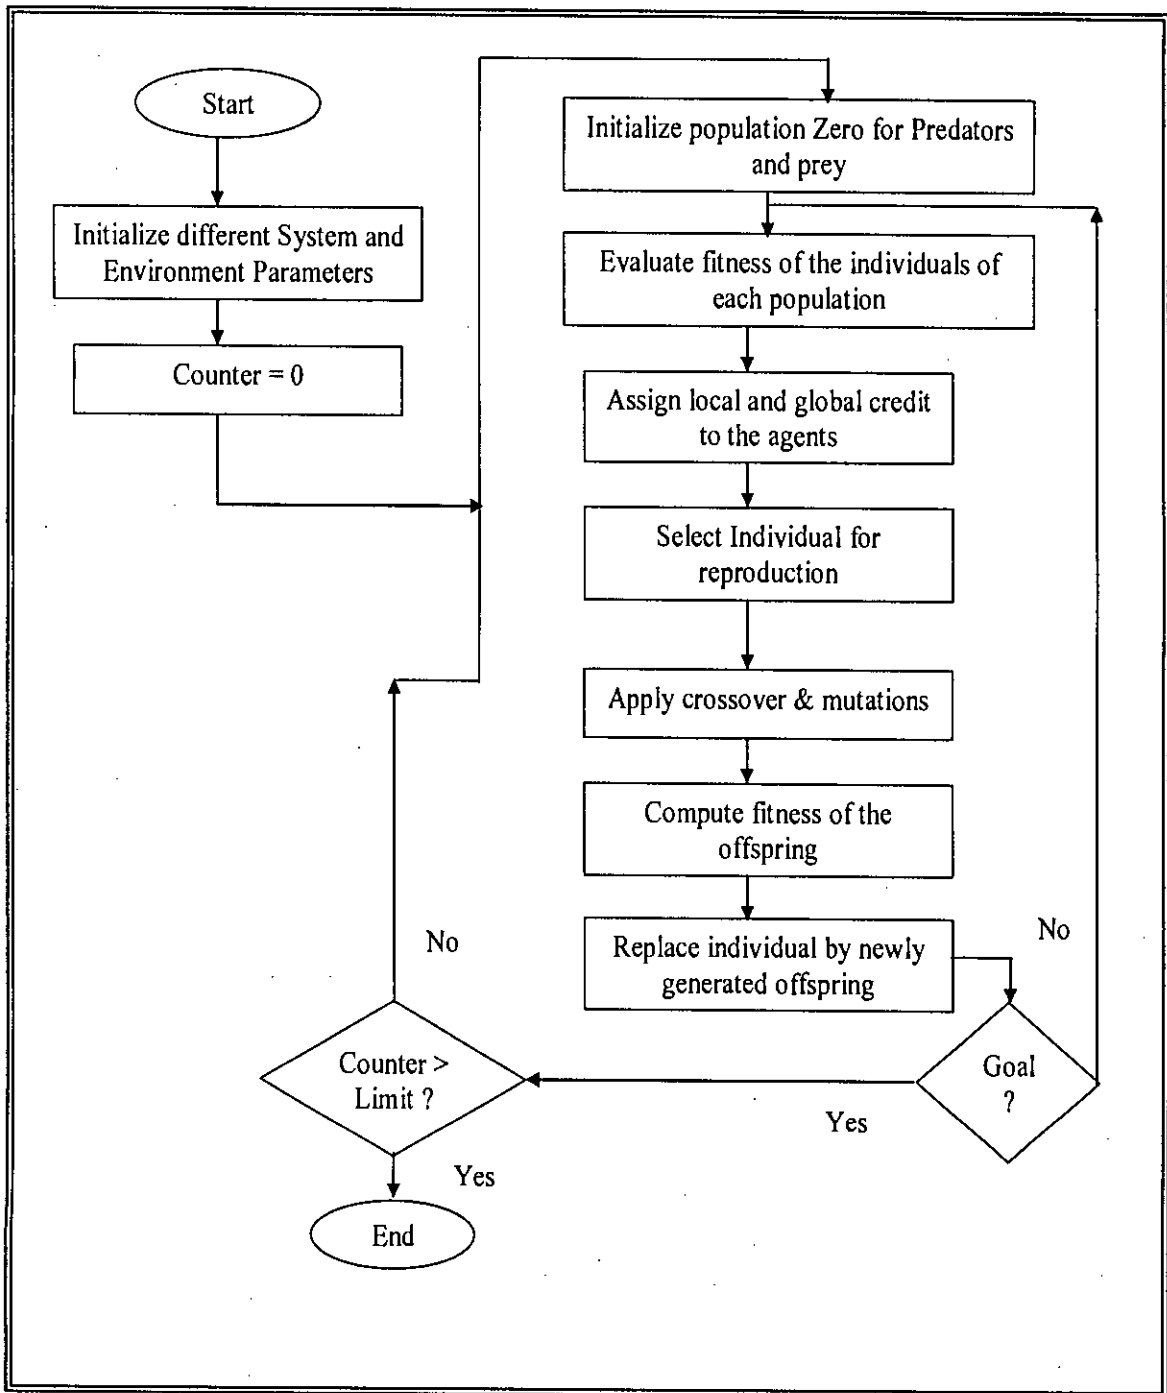 Start
Initialize different System and
Environment Parameters
Counter = 0
Initialize population Zero for Predators
and prey
Evaluate fitness of the individuals of
each population
Assign local and global credit
to the agents
Select Individual for
reproduction
Apply crossover & mutations
Compute fitness of the
offspring
Replace individual by newly
generated offspring
No
Goal
?
Yes
No
Counter >
Limit ?
Yes
End